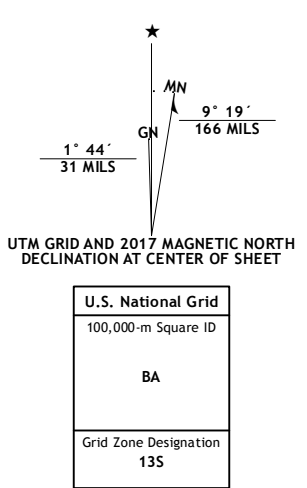 ★
MN
GN
9° 19´
166 MILS
1° 44´
31 MILS
UTM GRID AND 2017 MAGNETIC NORTH
DECLINATION AT CENTER OF SHEET
U.S. National Grid
100,000-m Square ID
BA
Grid Zone Designation
13S